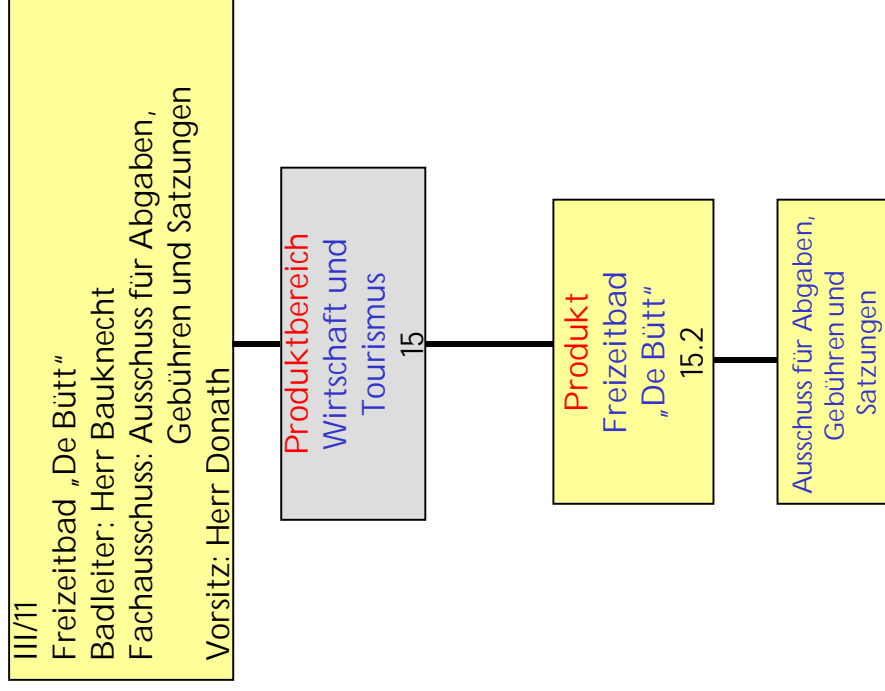 III/11
Freizeitbad „De Bütt“
Badleiter: Herr Bauknecht
Fachausschuss: Ausschuss für Abgaben,
Gebühren und Satzungen
Vorsitz: Herr Donath
Produktbereich
Wirtschaft und
Tourismus
15
Produkt
Freizeitbad
„De Bütt“
15.2
Ausschuss für Abgaben,
Gebühren und
Satzungen